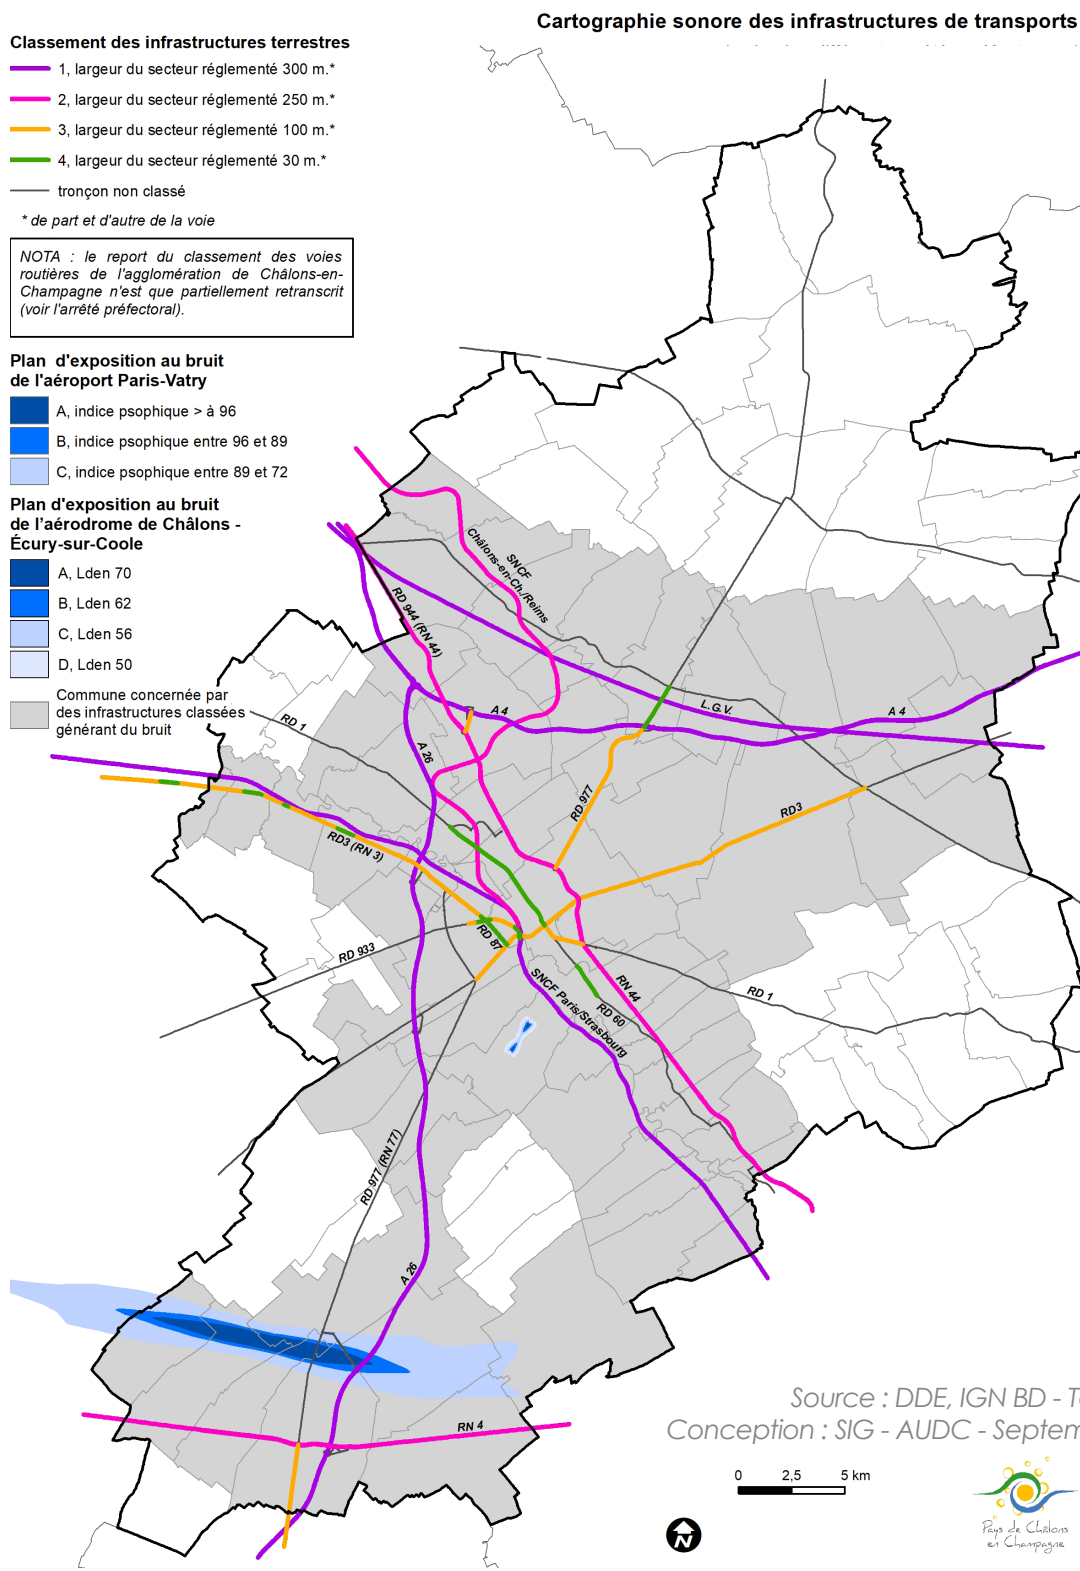 Cartographie sonore des infrastructures de transports
Classement des infrastructures terrestres
1, largeur du secteur réglementé 300 m.*
2, largeur du secteur réglementé 250 m.*
3, largeur du secteur réglementé 100 m.*
4, largeur du secteur réglementé 30 m.*
tronçon non classé
* de part et d'autre de la voie
NOTA : le report du classement des voies
routières de l'agglomération de Châlons-en-
Champagne n'est que partiellement retranscrit
(voir l'arrêté préfectoral).
Plan d'exposition au bruit
de l'aéroport Paris-Vatry
A, indice psophique > à 96
B, indice psophique entre 96 et 89
C, indice psophique entre 89 et 72
Plan d'exposition au bruit
de l'aérodrome de Châlons -
Écury-sur-Coole
A, Lden 70
B, Lden 62
C, Lden 56
D, Lden 50
Commune concernée par
des infrastructures classées
générant du bruit
SNCF
Châlons-en-Ch./Reims
RD 944 (RN 44)
L.G.V.
A 4
A 4
RD 1
A 26
RD 977
RD3
RD3 (RN 3)
RD 87
RD 933
SNCF Paris/Strasbourg
RN 44
RD 1
RD 60
RD 977 (RN 77)
A 26
RN 4
Source : DDE, IGN BD - T
Conception : SIG - AUDC - Septem
0 2,5 5 km
N
Pays de Châlons
en Champagne